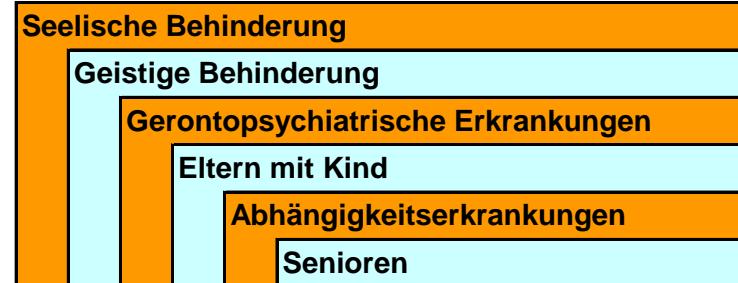 Seelische Behinderung
Geistige Behinderung
Gerontopsychiatrische Erkrankungen
Eltern mit Kind
Abhängigkeitserkrankungen
Senioren